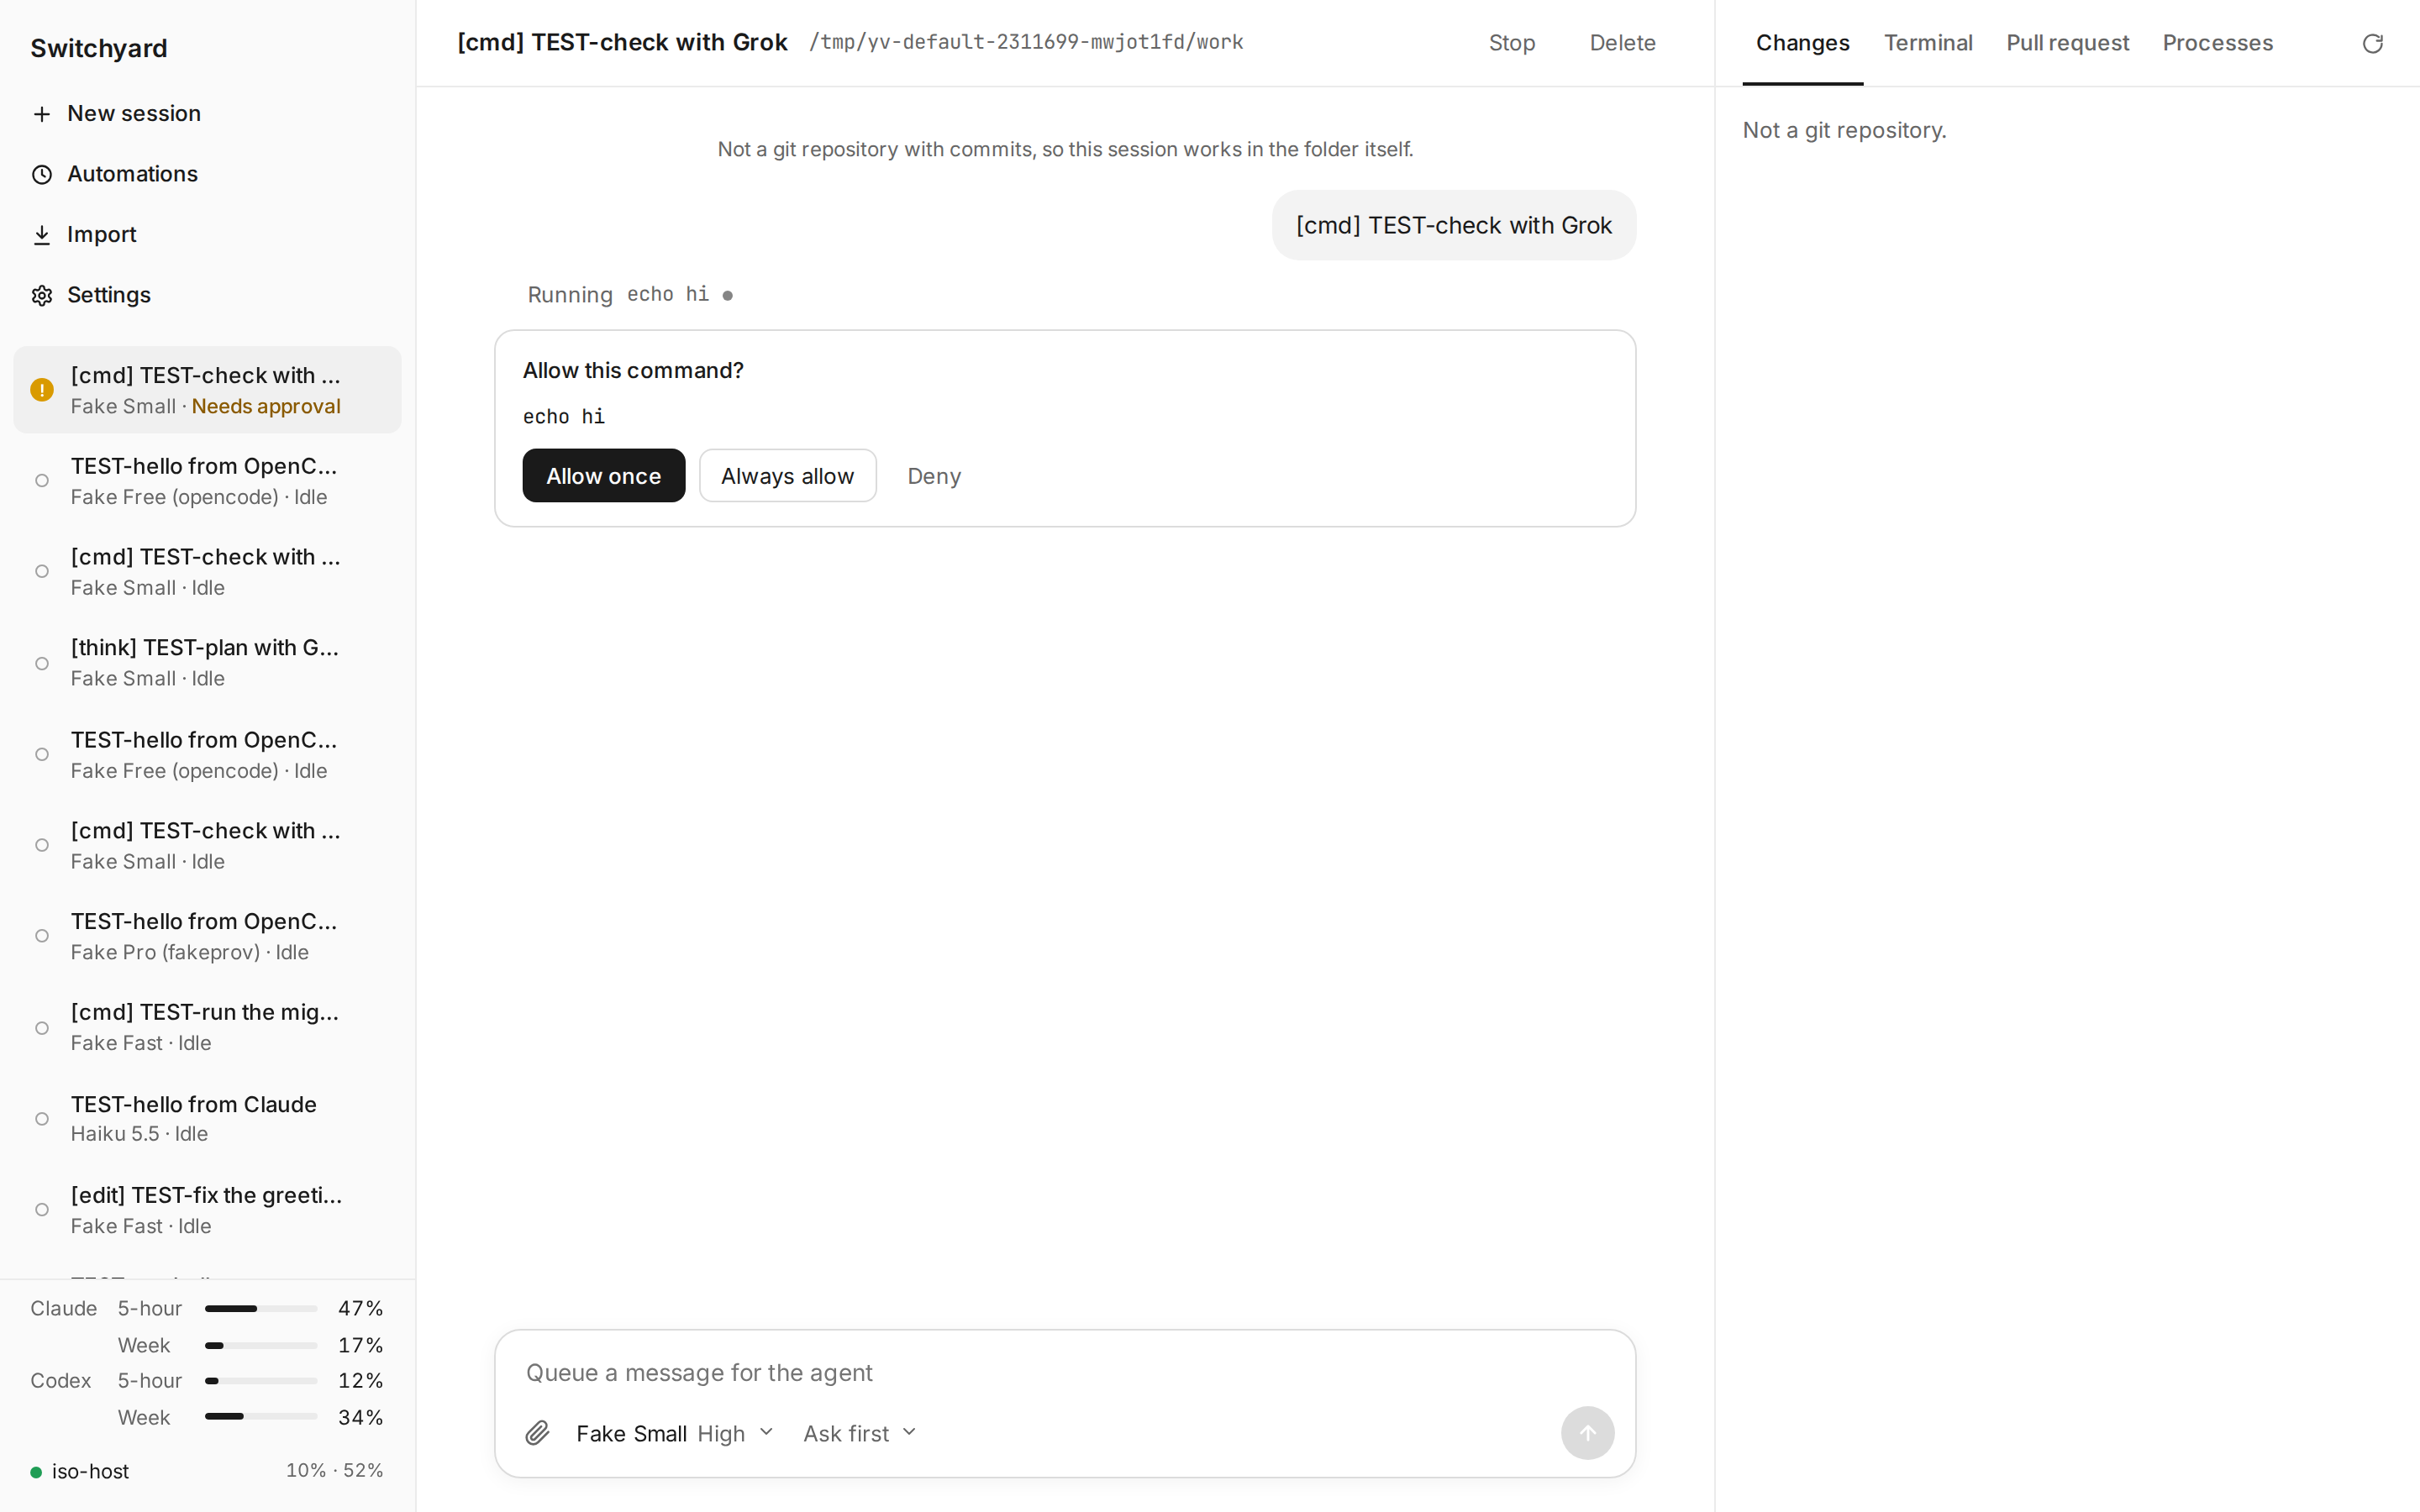 Switchyard
New session
Automations
Import
Settings
[cmd] TEST-check with ...
Fake Small · Needs approval
TEST-hello from OpenC...
Fake Free (opencode) · Idle
[cmd] TEST-check with ...
Fake Small · Idle
[think] TEST-plan with G...
Fake Small · Idle
TEST-hello from OpenC...
Fake Free (opencode) · Idle
[cmd] TEST-check with ...
Fake Small · Idle
TEST-hello from OpenC...
Fake Pro (fakeprov) · Idle
[cmd] TEST-run the mig...
Fake Fast · Idle
TEST-hello from Claude
Haiku 5.5 · Idle
[edit] TEST-fix the greeti...
Fake Fast · Idle
Claude 5-hour 47%
Week 17%
Codex 5-hour 12%
Week 34%
iso-host 10% · 52%
[cmd] TEST-check with Grok /tmp/yv-default-2311699-mwjot1fd/work Stop Delete
Not a git repository with commits, so this session works in the folder itself.
[cmd] TEST-check with Grok
Running echo hi
Allow this command?
echo hi
Allow once Always allow Deny
Queue a message for the agent
Fake Small High Ask first
Changes Terminal Pull request Processes
Not a git repository.